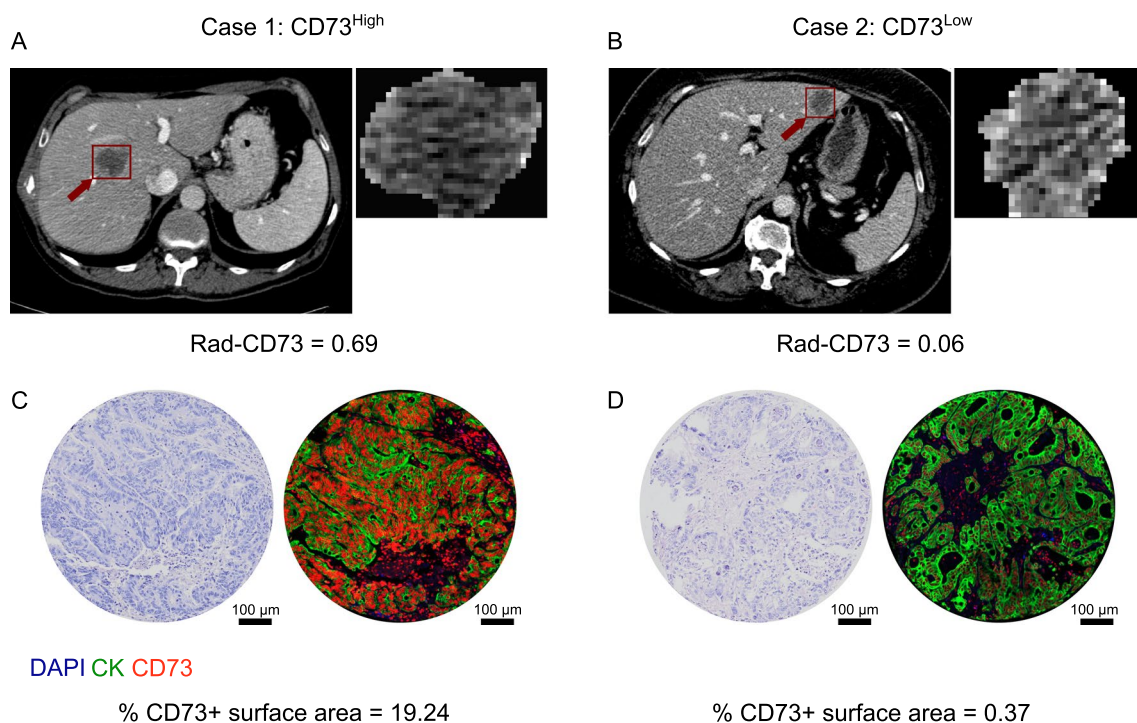 Case 1: CD73High
Case 2: CD73Low
A
B
Rad-CD73 = 0.69
Rad-CD73 = 0.06
C
D
100 µm
100 µm
100 µm
100 µm
DAPI CK CD73
% CD73+ surface area = 19.24
% CD73+ surface area = 0.37